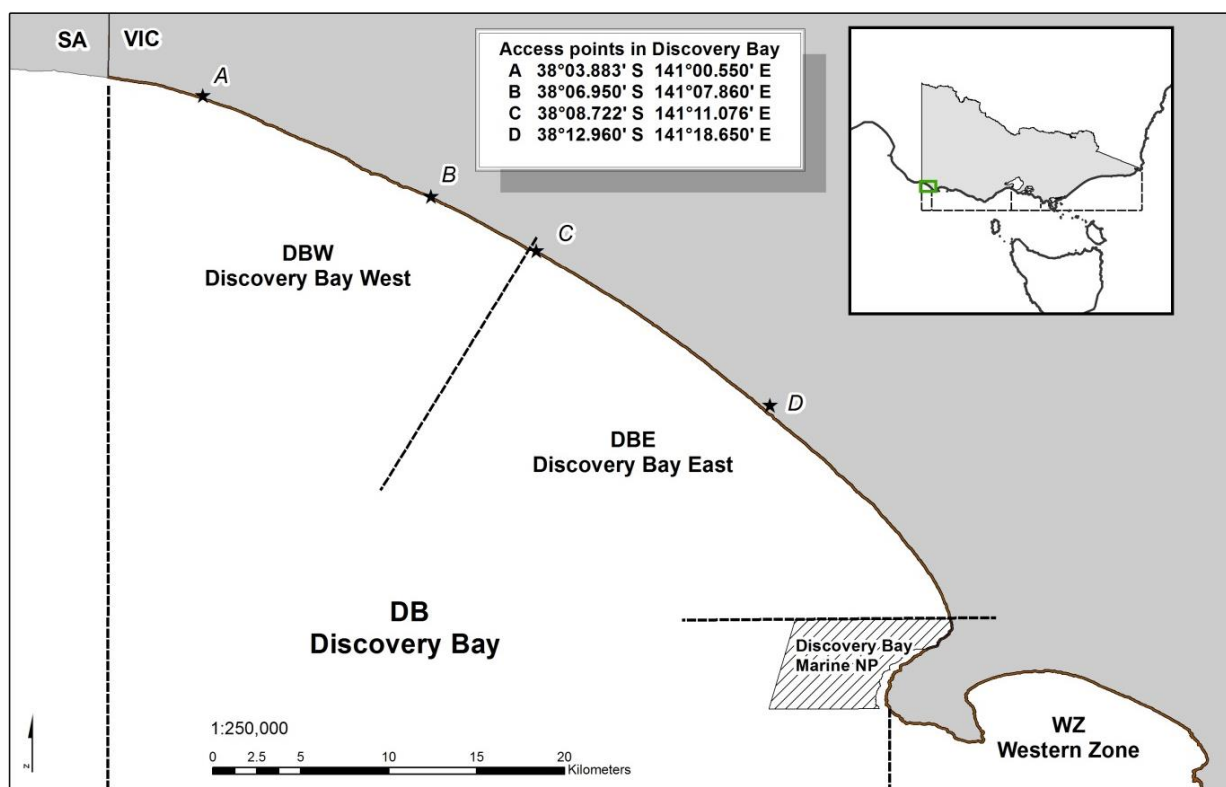 SA VIC
Access points in Discovery Bay
A 38°03.883' S 141°00.550' E
B 38°06.950' S 141°07.860' E
C 38°08.722' S 141°11.076' E
D 38°12.960' S 141°18.650' E
A
B
C
DBW
Discovery Bay West
D
DBE
Discovery Bay East
DB
Discovery Bay
Discovery Bay
Marine NP
WZ
Western Zone
1:250,000
0 2.5 5 10 15 20
Kilometers
z